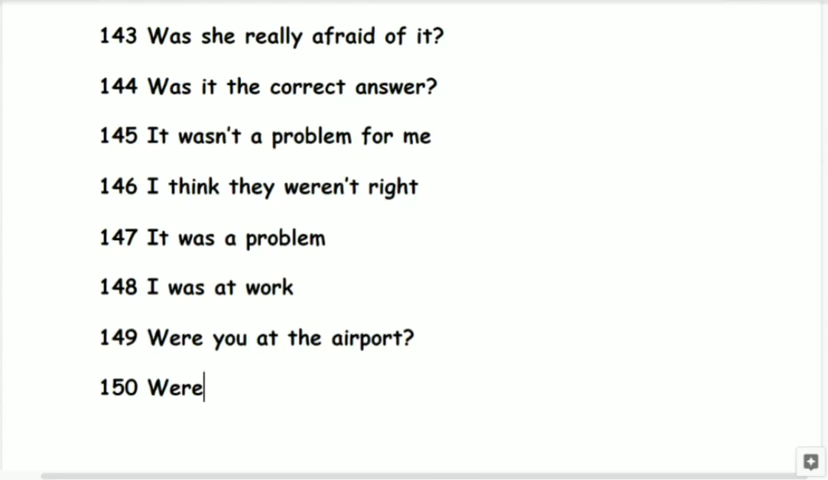 143 Was she really afraid of it?
144 Was it the correct answer?
145 It wasn't a problem for me
146 I think they weren't right
147 It was a problem
148 I was at work
149 Were you at the airport?
150 Were